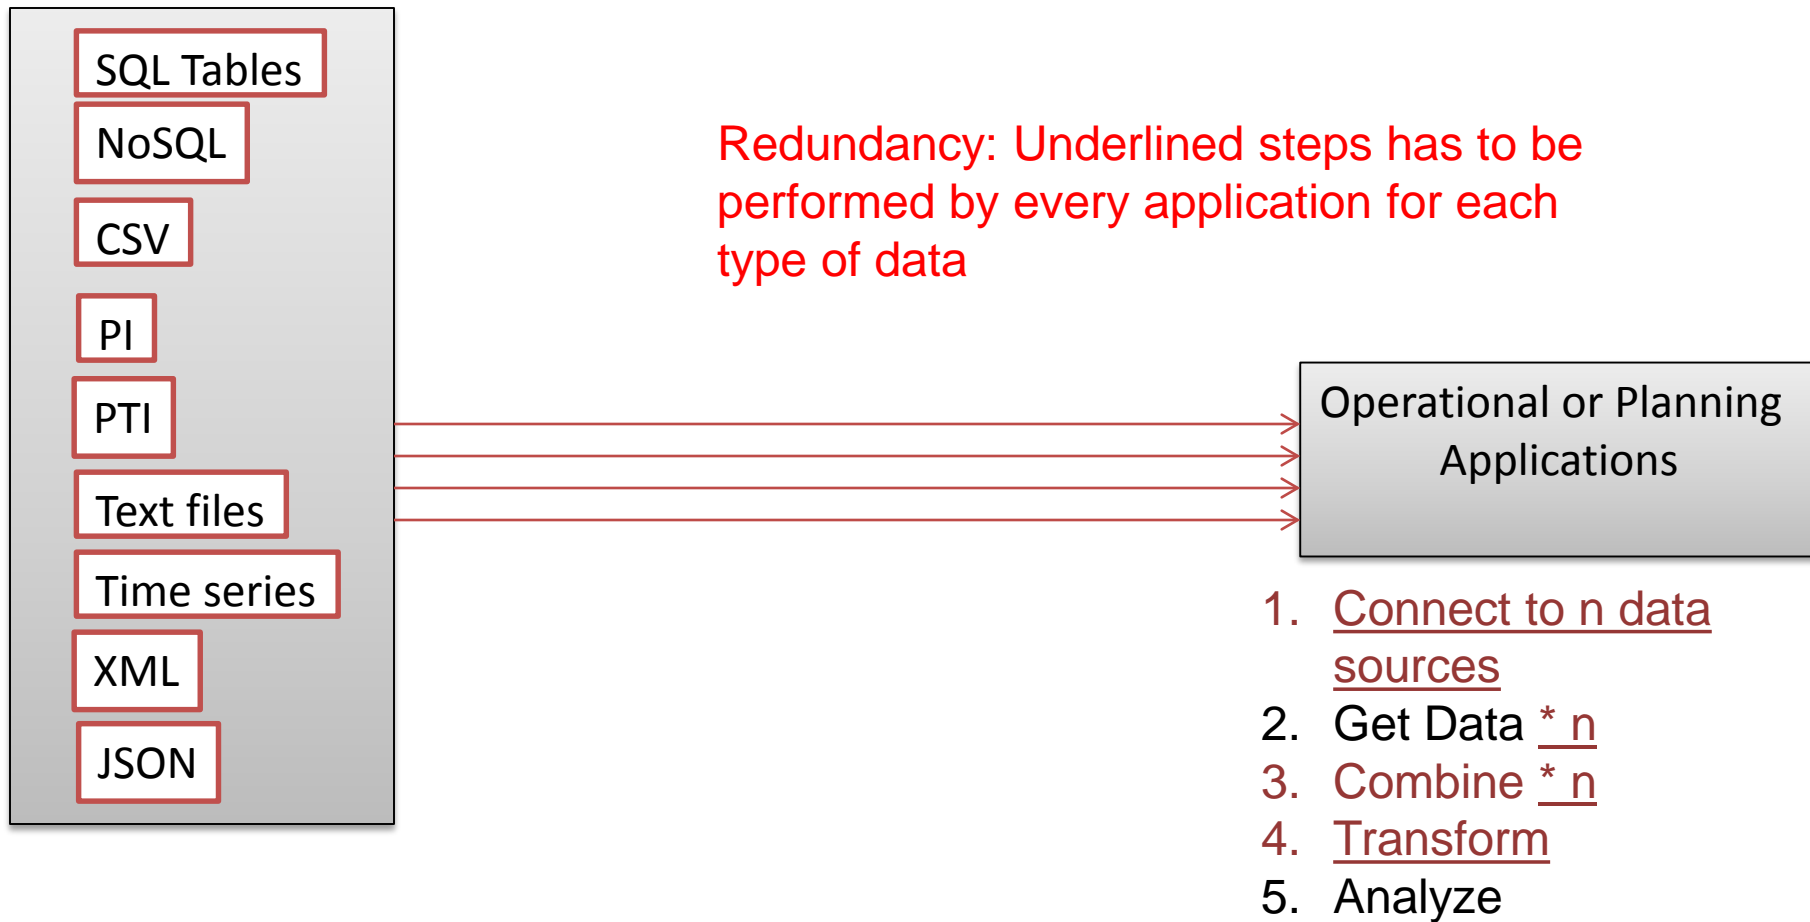 SQL Tables
NoSQL
CSV
PI
PTI
Text files
Time series
XML
JSON
Redundancy: Underlined steps has to be
performed by every application for each
type of data
Operational or Planning
Applications
1. Connect to n data
sources
2. Get Data * n
3. Combine * n
4. Transform
5. Analyze